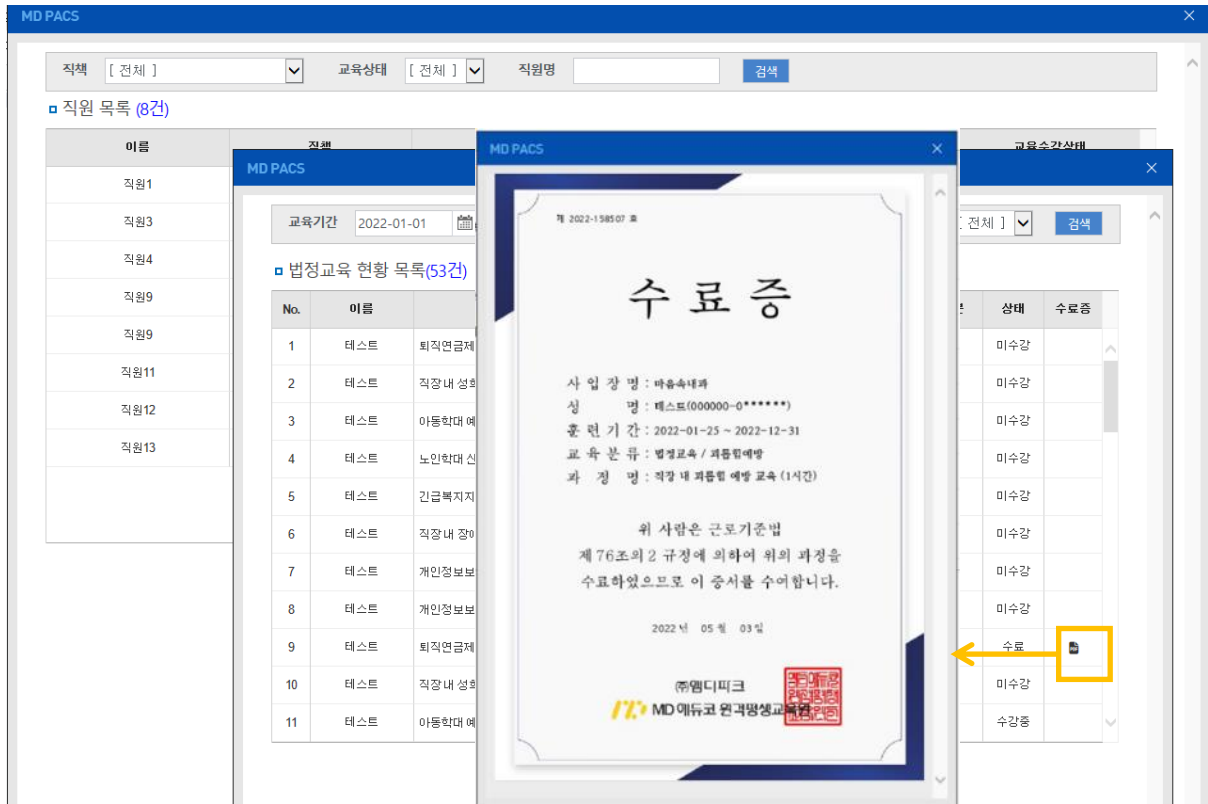 MD PACS
직책 [ 전체 ] 교육상태 [ 전체 ] 직원명 검색
직원 목록 (8건)
이름 직책 교육수강상태
직원1
직원3
직원4
직원9
직원9
직원11
직원12
직원13
MD PACS
교육기간 2022-01-01 [ 전체 ] 검색
법정교육 현황 목록(53건)
No. 이름 상태 수료증
1 테스트 퇴직연금제 미수강
2 테스트 직장내 성희 미수강
3 테스트 아동학대 예 미수강
4 테스트 노인학대 신 미수강
5 테스트 긴급복지지 미수강
6 테스트 직장내 장애 미수강
7 테스트 개인정보보 미수강
8 테스트 개인정보보 미수강
9 테스트 퇴직연금제 수료
10 테스트 직장내 성희 미수강
11 테스트 아동학대 예 수강중
MD PACS
제 2022-158507 호
수 료 증
사 업 장 명 : 마음속내과
성 명 : 테스트(000000-0******)
훈 련 기 간 : 2022-01-25 ~ 2022-12-31
교 육 분 류 : 법정교육 / 괴롭힘예방
과 정 명 : 직장 내 괴롭힘 예방 교육 (1시간)
위 사람은 근로기준법
제 76조의 2 규정에 의하여 위의 과정을
수료하였으므로 이 증서를 수여합니다.
2022 년 05 월 03 일
㈜엠디피크
MD 에듀코 원격평생교육원